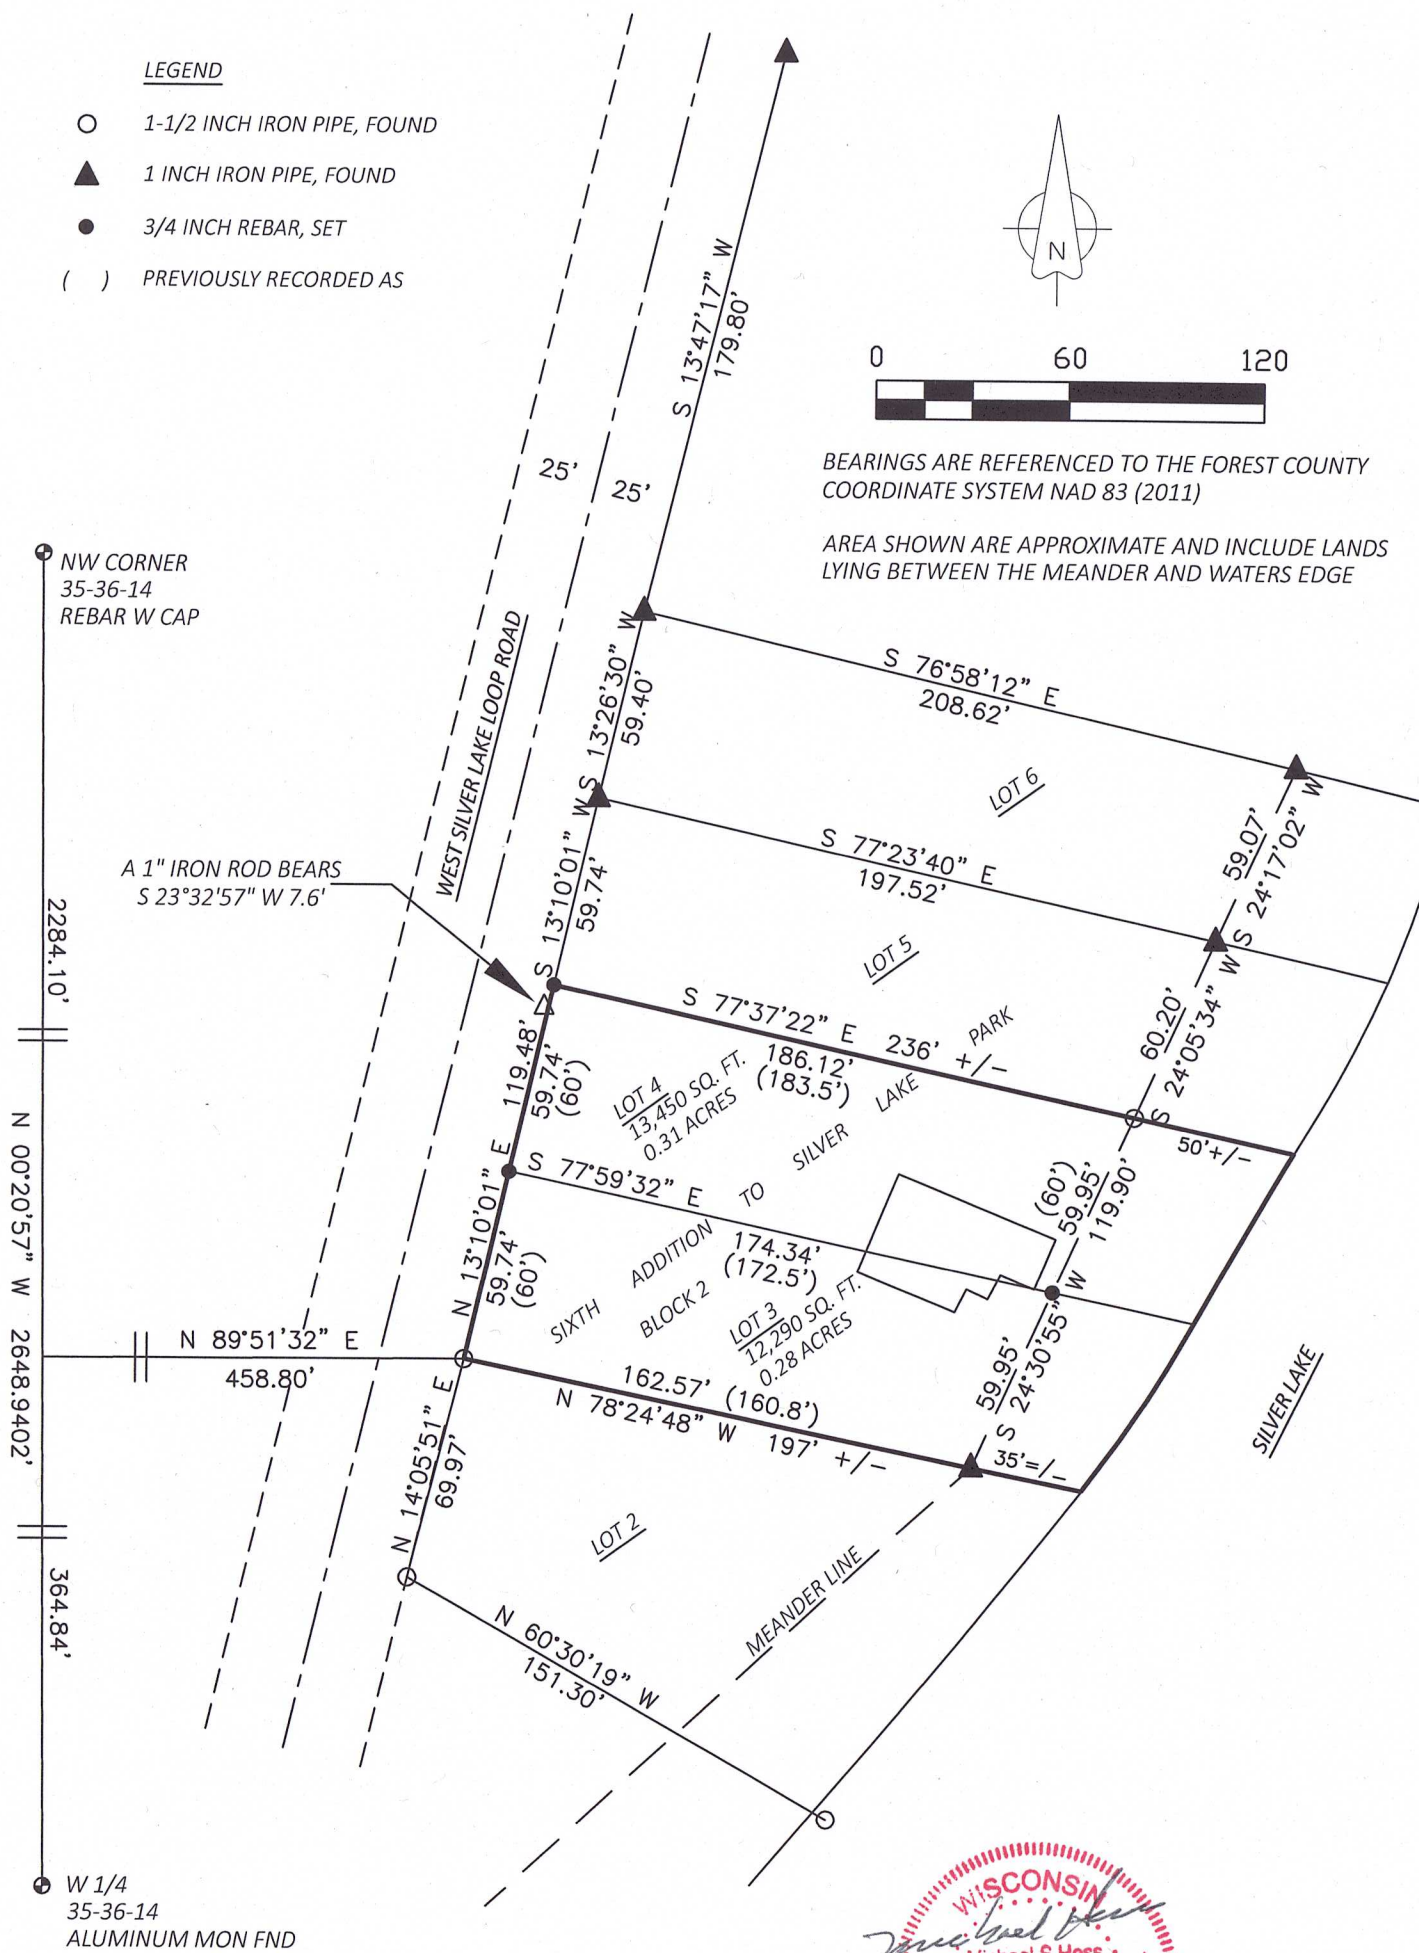 LEGEND
1-1/2 INCH IRON PIPE, FOUND
1 INCH IRON PIPE, FOUND
3/4 INCH REBAR, SET
( ) PREVIOUSLY RECORDED AS
N
0 60 120
BEARINGS ARE REFERENCED TO THE FOREST COUNTY
COORDINATE SYSTEM NAD 83 (2011)
AREA SHOWN ARE APPROXIMATE AND INCLUDE LANDS
LYING BETWEEN THE MEANDER AND WATERS EDGE
S 13°47'17" W
179.80'
25'
25'
NW CORNER
35-36-14
REBAR W CAP
WEST SILVER LAKE LOOP ROAD
S 13°26'30" W
59.40'
S 76°58'12" E
208.62'
LOT 6
59.07'
S 24°17'02" W
A 1" IRON ROD BEARS
S 23°32'57" W 7.6'
S 13°10'01" W
59.74'
S 77°23'40" E
197.52'
LOT 5
60.20'
S 24°05'34" W
2284.10'
N 00°20'57" W 2648.9402'
364.84'
S 77°37'22" E 236' +/-
186.12'
(183.5')
50'+/-
119.48'
59.74'
(60')
LOT 4
13,450 SQ. FT.
0.31 ACRES
SIXTH ADDITION TO SILVER LAKE PARK
BLOCK 2
(60')
59.95'
119.90'
N 13°10'01" E
59.74'
(60')
S 77°59'32" E
174.34'
(172.5')
LOT 3
12,290 SQ. FT.
0.28 ACRES
59.95'
S 24°30'55" W
N 89°51'32" E
458.80'
162.57' (160.8')
N 78°24'48" W 197' +/-
35'=/-
SILVER LAKE
N 14°05'51" E
69.97'
LOT 2
MEANDER LINE
N 60°30'19" W
151.30'
W 1/4
35-36-14
ALUMINUM MON FND
WISCONSIN
Michael S Hess